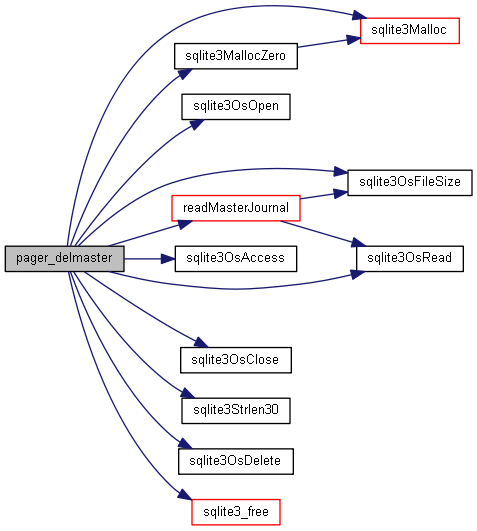 sqlite3Malloc
sqlite3MallocZero
sqlite3OsOpen
sqlite3OsFileSize
readMasterJournal
pager_delmaster
sqlite3OsAccess
sqlite3OsRead
sqlite3OsClose
sqlite3Strlen30
sqlite3OsDelete
sqlite3_free